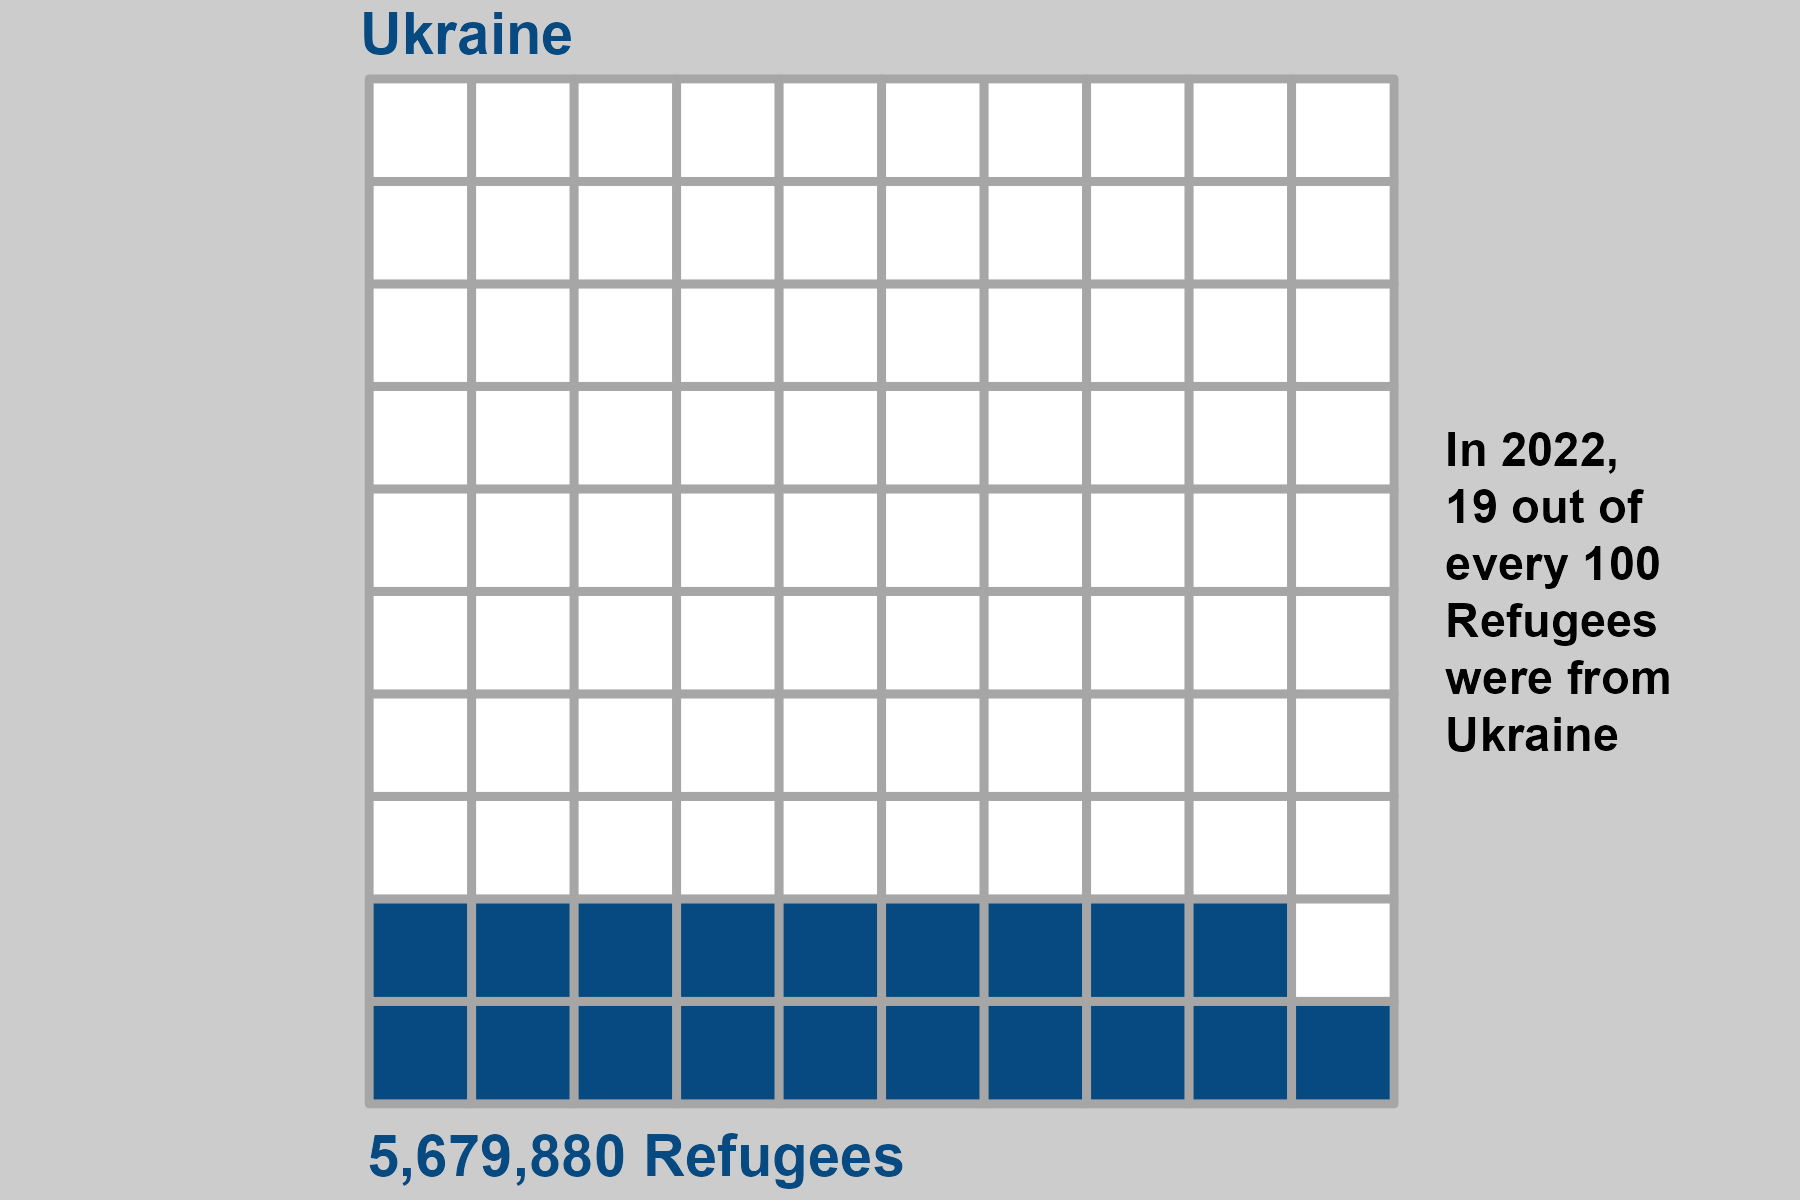 Ukraine
In 2022,
19 out of
every 100
Refugees
were from
Ukraine
5,679,880 Refugees